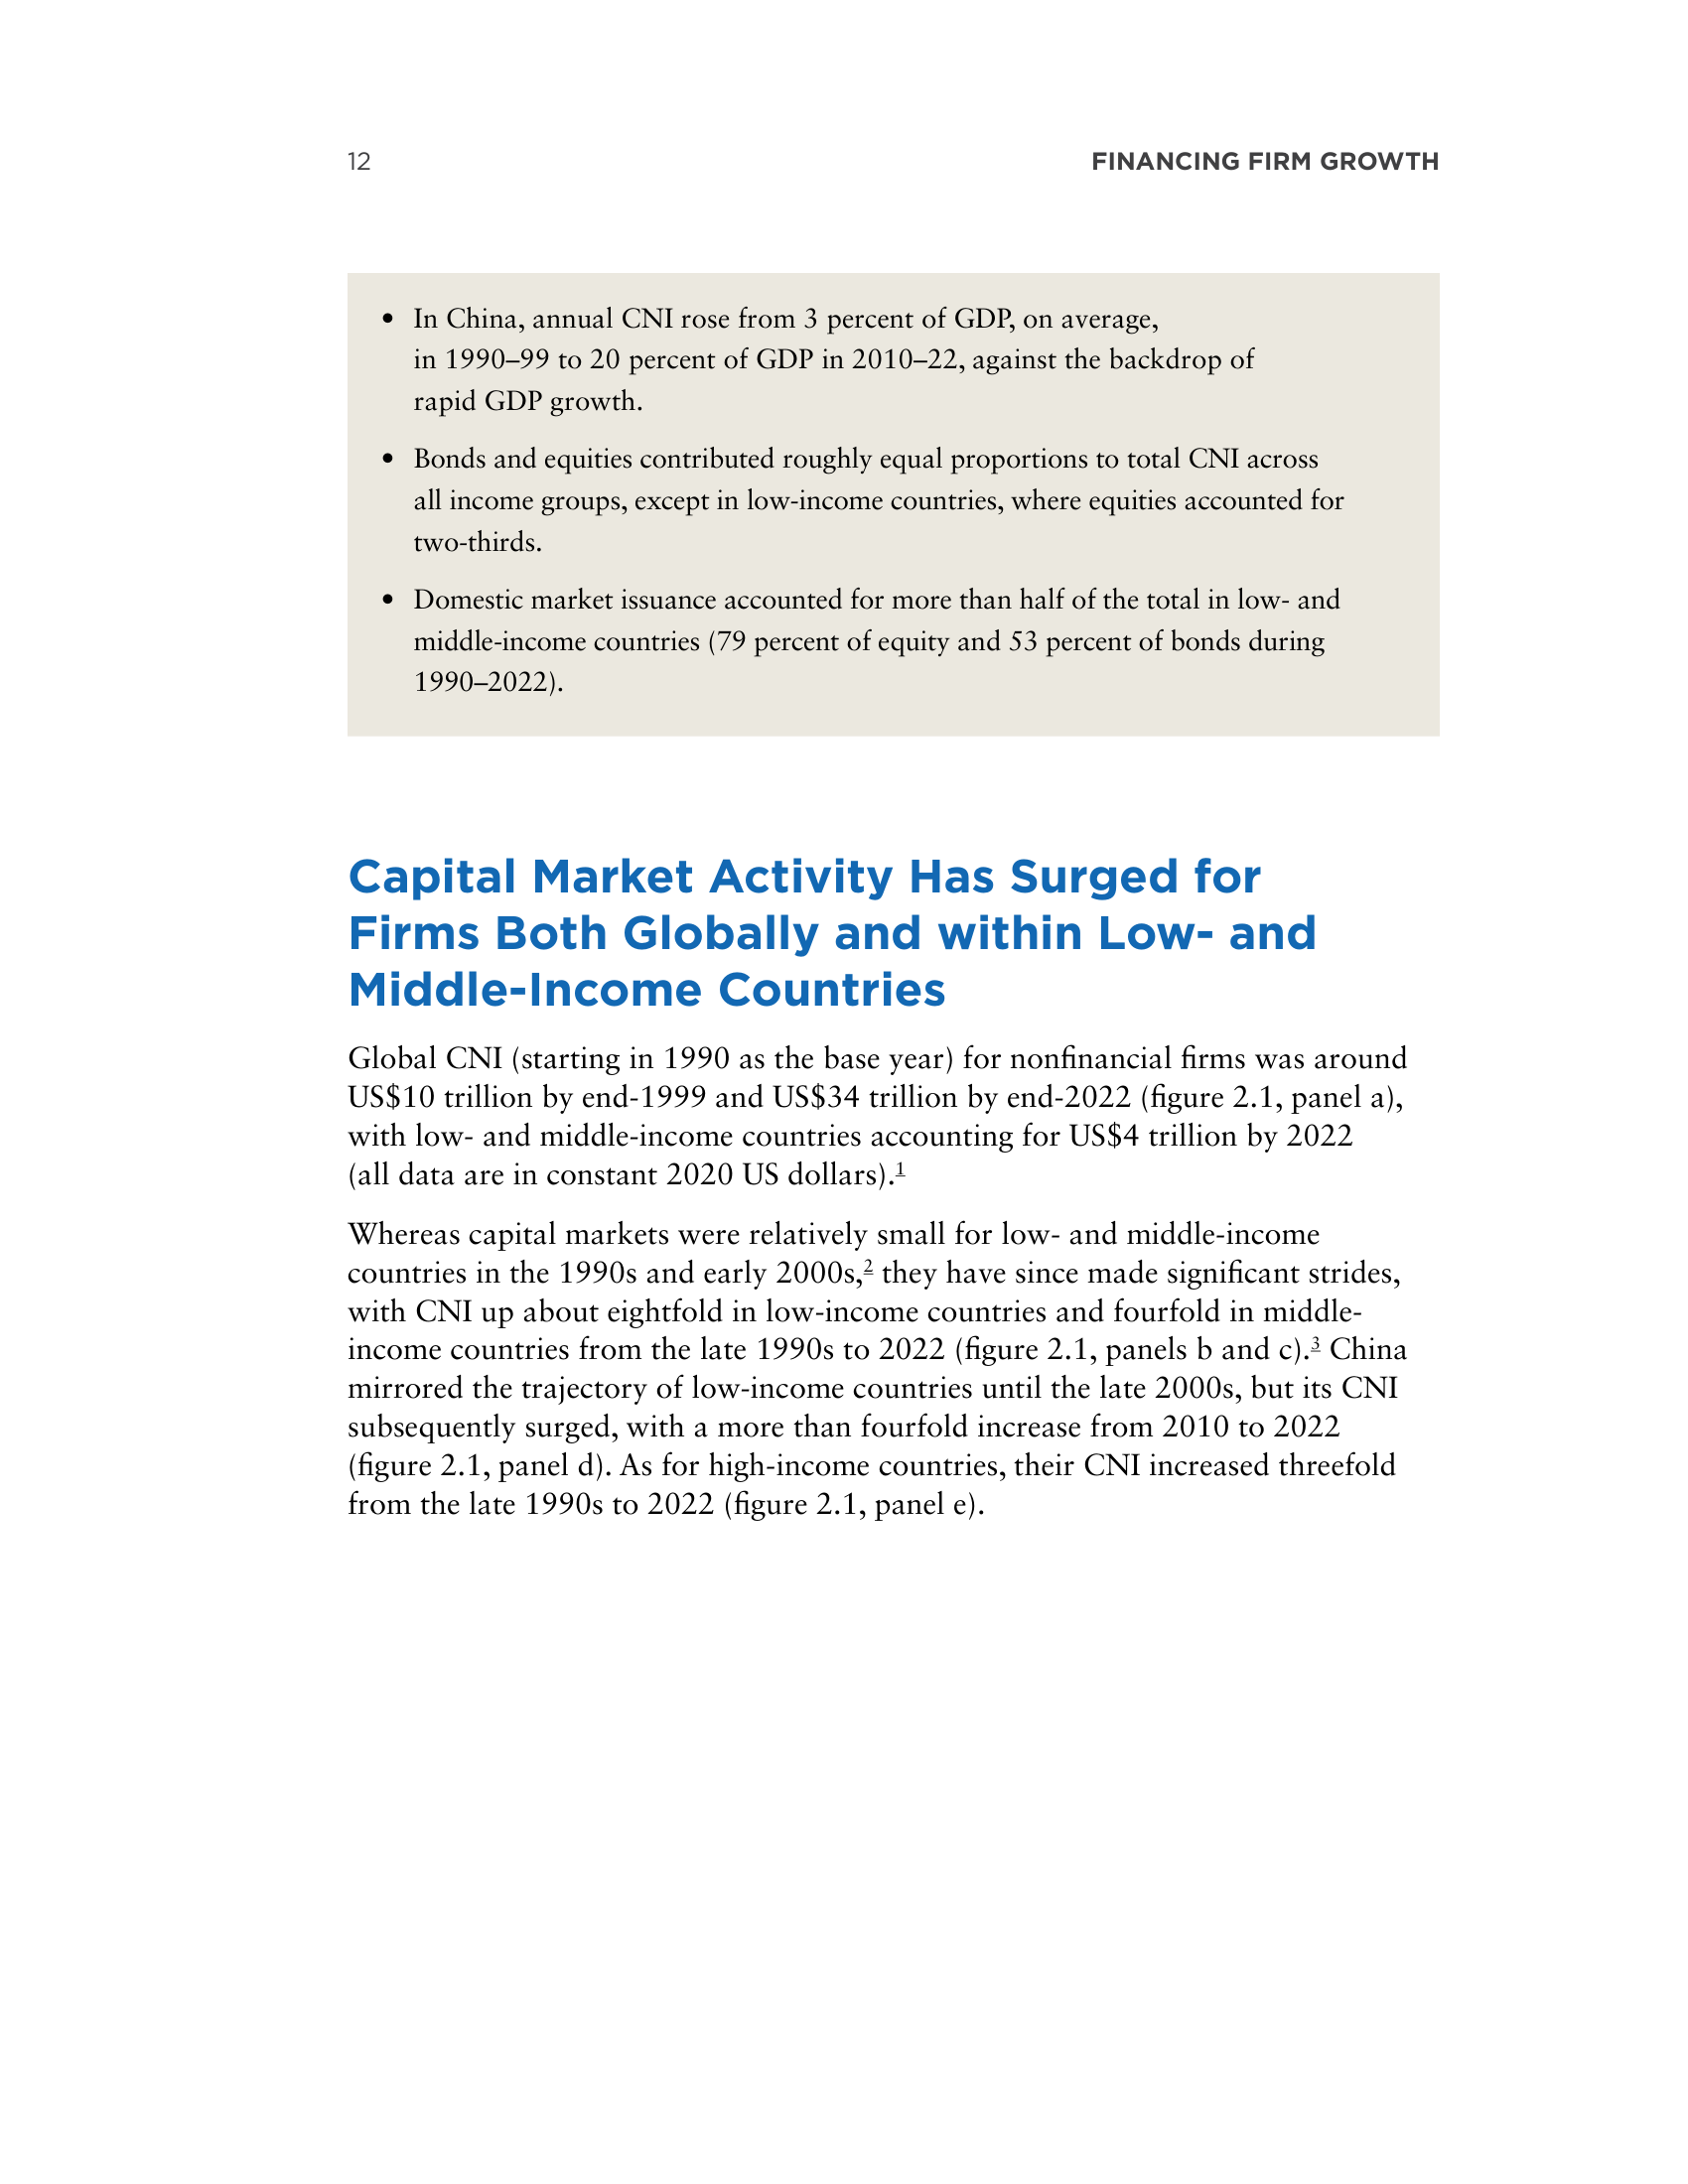 12
FINANCING FIRM GROWTH
• In China, annual CNI rose from 3 percent of GDP, on average,
in 1990–99 to 20 percent of GDP in 2010–22, against the backdrop of
rapid GDP growth.
• Bonds and equities contributed roughly equal proportions to total CNI across
all income groups, except in low-income countries, where equities accounted for
two-thirds.
• Domestic market issuance accounted for more than half of the total in low- and
middle-income countries (79 percent of equity and 53 percent of bonds during
1990–2022).
Capital Market Activity Has Surged for
Firms Both Globally and within Low- and
Middle-Income Countries
Global CNI (starting in 1990 as the base year) for nonfinancial firms was around
US$10 trillion by end-1999 and US$34 trillion by end-2022 (figure 2.1, panel a),
with low- and middle-income countries accounting for US$4 trillion by 2022
(all data are in constant 2020 US dollars).1
Whereas capital markets were relatively small for low- and middle-income
countries in the 1990s and early 2000s,2 they have since made significant strides,
with CNI up about eightfold in low-income countries and fourfold in middle-
income countries from the late 1990s to 2022 (figure 2.1, panels b and c).3 China
mirrored the trajectory of low-income countries until the late 2000s, but its CNI
subsequently surged, with a more than fourfold increase from 2010 to 2022
(figure 2.1, panel d). As for high-income countries, their CNI increased threefold
from the late 1990s to 2022 (figure 2.1, panel e).